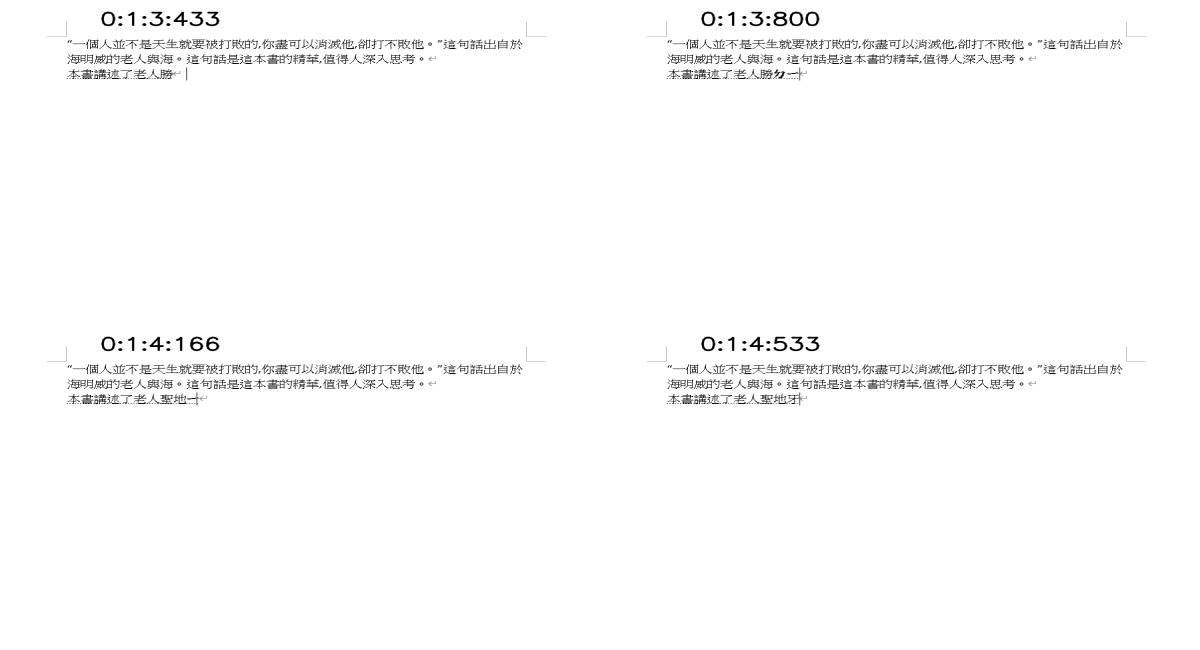 0:1:3:433
“一個人並不是天生就要被打敗的,你盡可以消滅他,卻打不敗他。”這句話出自於
海明威的老人與海。這句話是這本書的精華,值得人深入思考。
本書講述了老人勝
0:1:3:800
“一個人並不是天生就要被打敗的,你盡可以消滅他,卻打不敗他。”這句話出自於
海明威的老人與海。這句話是這本書的精華,值得人深入思考。
本書講述了老人勝ㄉㄧ
0:1:4:166
“一個人並不是天生就要被打敗的,你盡可以消滅他,卻打不敗他。”這句話出自於
海明威的老人與海。這句話是這本書的精華,值得人深入思考。
本書講述了老人聖地ㄧ
0:1:4:533
“一個人並不是天生就要被打敗的,你盡可以消滅他,卻打不敗他。”這句話出自於
海明威的老人與海。這句話是這本書的精華,值得人深入思考。
本書講述了老人聖地牙